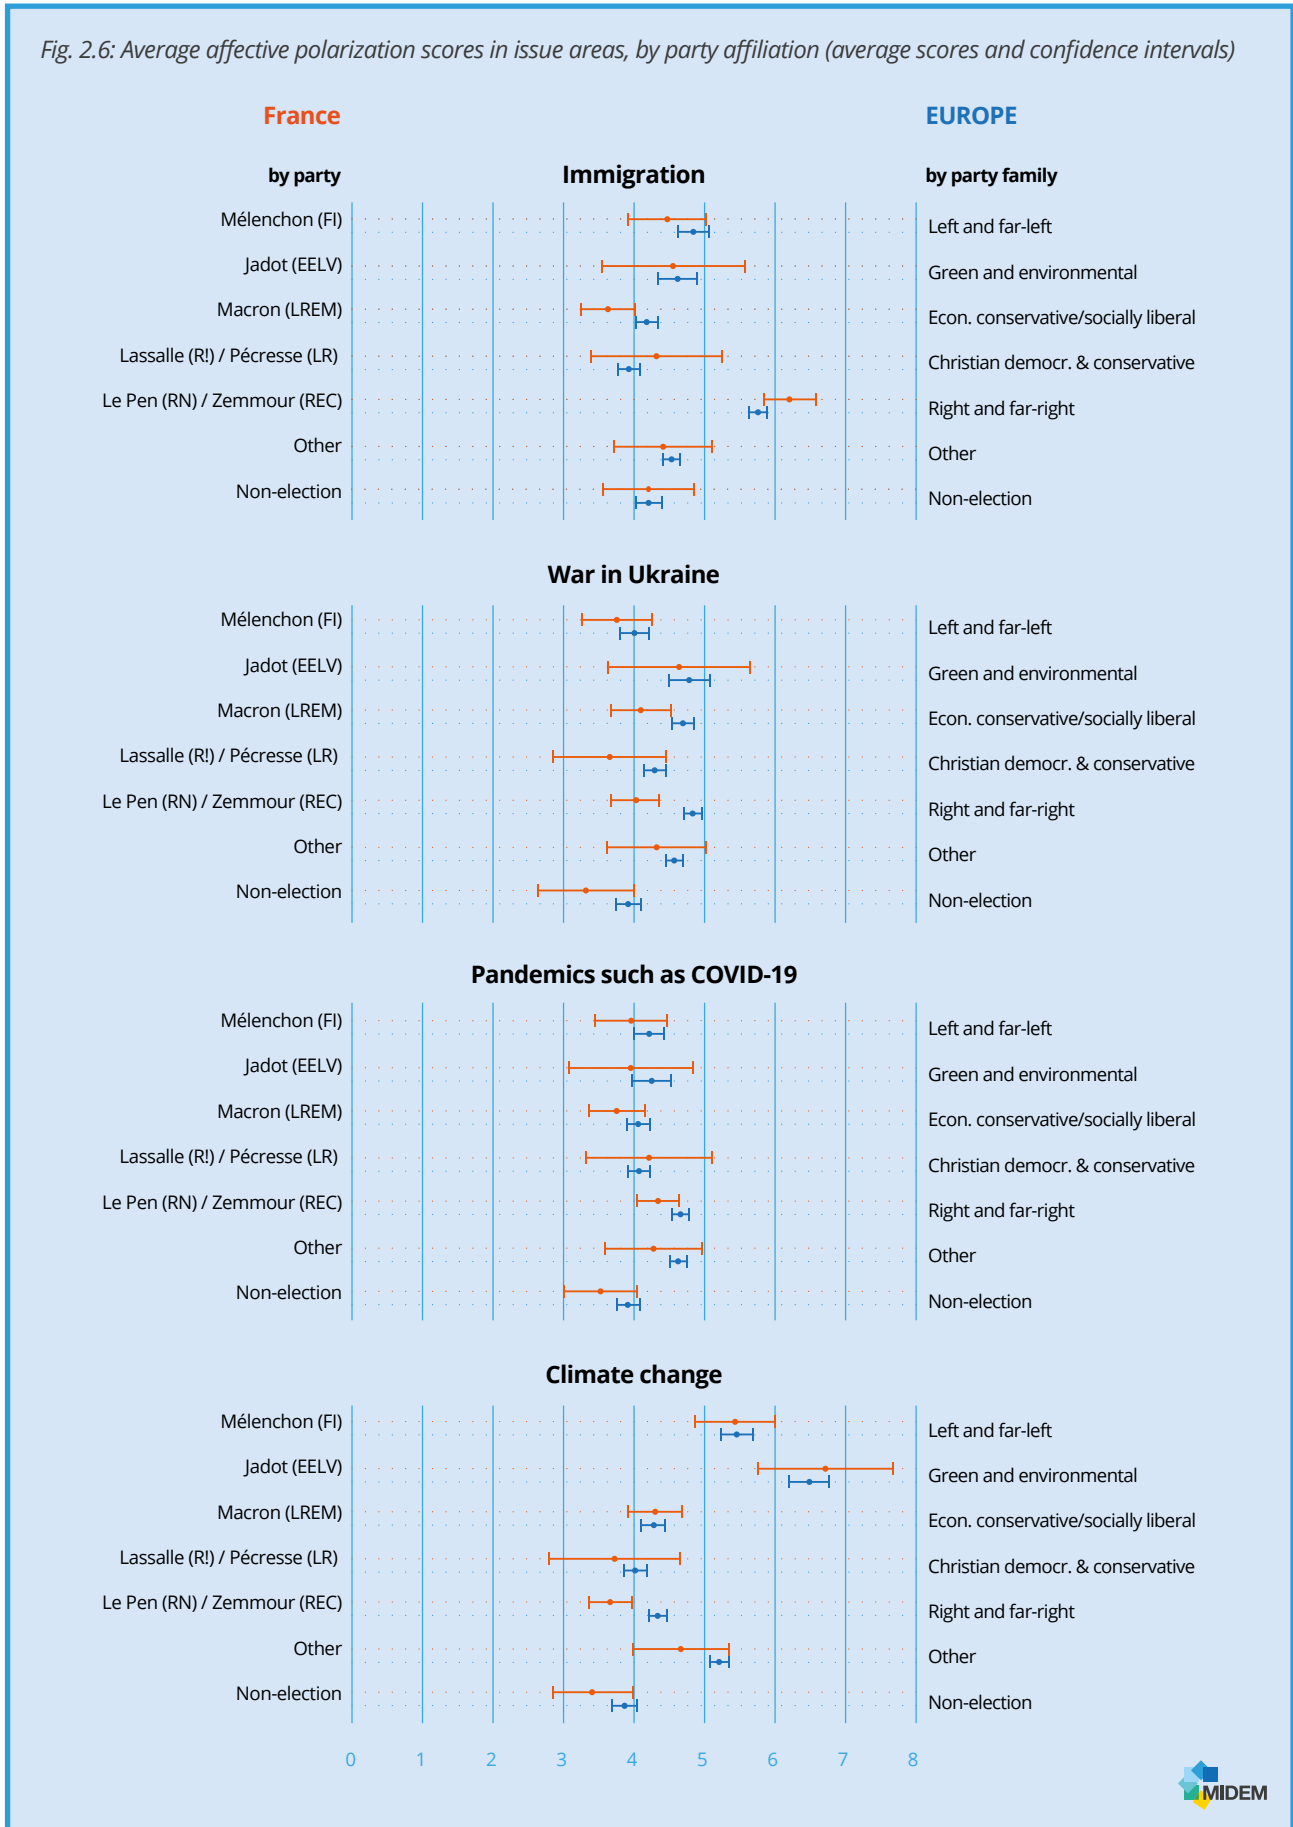 Fig. 2.6: Average affective polarization scores in issue areas, by party affiliation (average scores and confidence intervals)
France
EUROPE
by party
Immigration
by party family
Mélenchon (FI)
Left and far-left
Jadot (EELV)
Green and environmental
Macron (LREM)
Econ. conservative/socially liberal
Lassalle (R!) / Pécresse (LR)
Christian democr. & conservative
Le Pen (RN) / Zemmour (REC)
Right and far-right
Other
Other
Non-election
Non-election
War in Ukraine
Mélenchon (FI)
Left and far-left
Jadot (EELV)
Green and environmental
Macron (LREM)
Econ. conservative/socially liberal
Lassalle (R!) / Pécresse (LR)
Christian democr. & conservative
Le Pen (RN) / Zemmour (REC)
Right and far-right
Other
Other
Non-election
Non-election
Pandemics such as COVID-19
Mélenchon (FI)
Left and far-left
Jadot (EELV)
Green and environmental
Macron (LREM)
Econ. conservative/socially liberal
Lassalle (R!) / Pécresse (LR)
Christian democr. & conservative
Le Pen (RN) / Zemmour (REC)
Right and far-right
Other
Other
Non-election
Non-election
Climate change
Mélenchon (FI)
Left and far-left
Jadot (EELV)
Green and environmental
Macron (LREM)
Econ. conservative/socially liberal
Lassalle (R!) / Pécresse (LR)
Christian democr. & conservative
Le Pen (RN) / Zemmour (REC)
Right and far-right
Other
Other
Non-election
Non-election
0 1 2 3 4 5 6 7 8
MIDEM